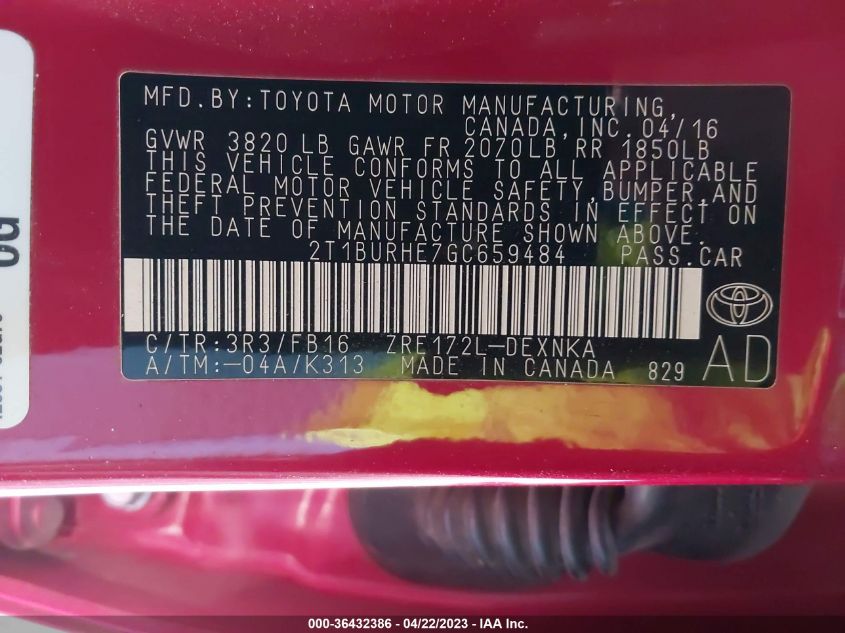 MFD.BY:TOYOTA MOTOR MANUFACTURING,
CANADA,INC. 04/16
GVWR 3820 LB GAWR FR 2070LB RR 1850LB
THIS VEHICLE CONFORMS TO ALL APPLICABLE
FEDERAL MOTOR VEHICLE SAFETY,BUMPER,AND
THEFT PREVENTION STANDARDS IN EFFECT ON
THE DATE OF MANUFACTURE SHOWN ABOVE.
2T1BURHE7GC659484 PASS.CAR
C/TR:3R3/FB16 ZRE172L-DEXNKA
A/TM:-04A/K313 MADE IN CANADA 829 AD
000-36432386 - 04/22/2023 - IAA Inc.